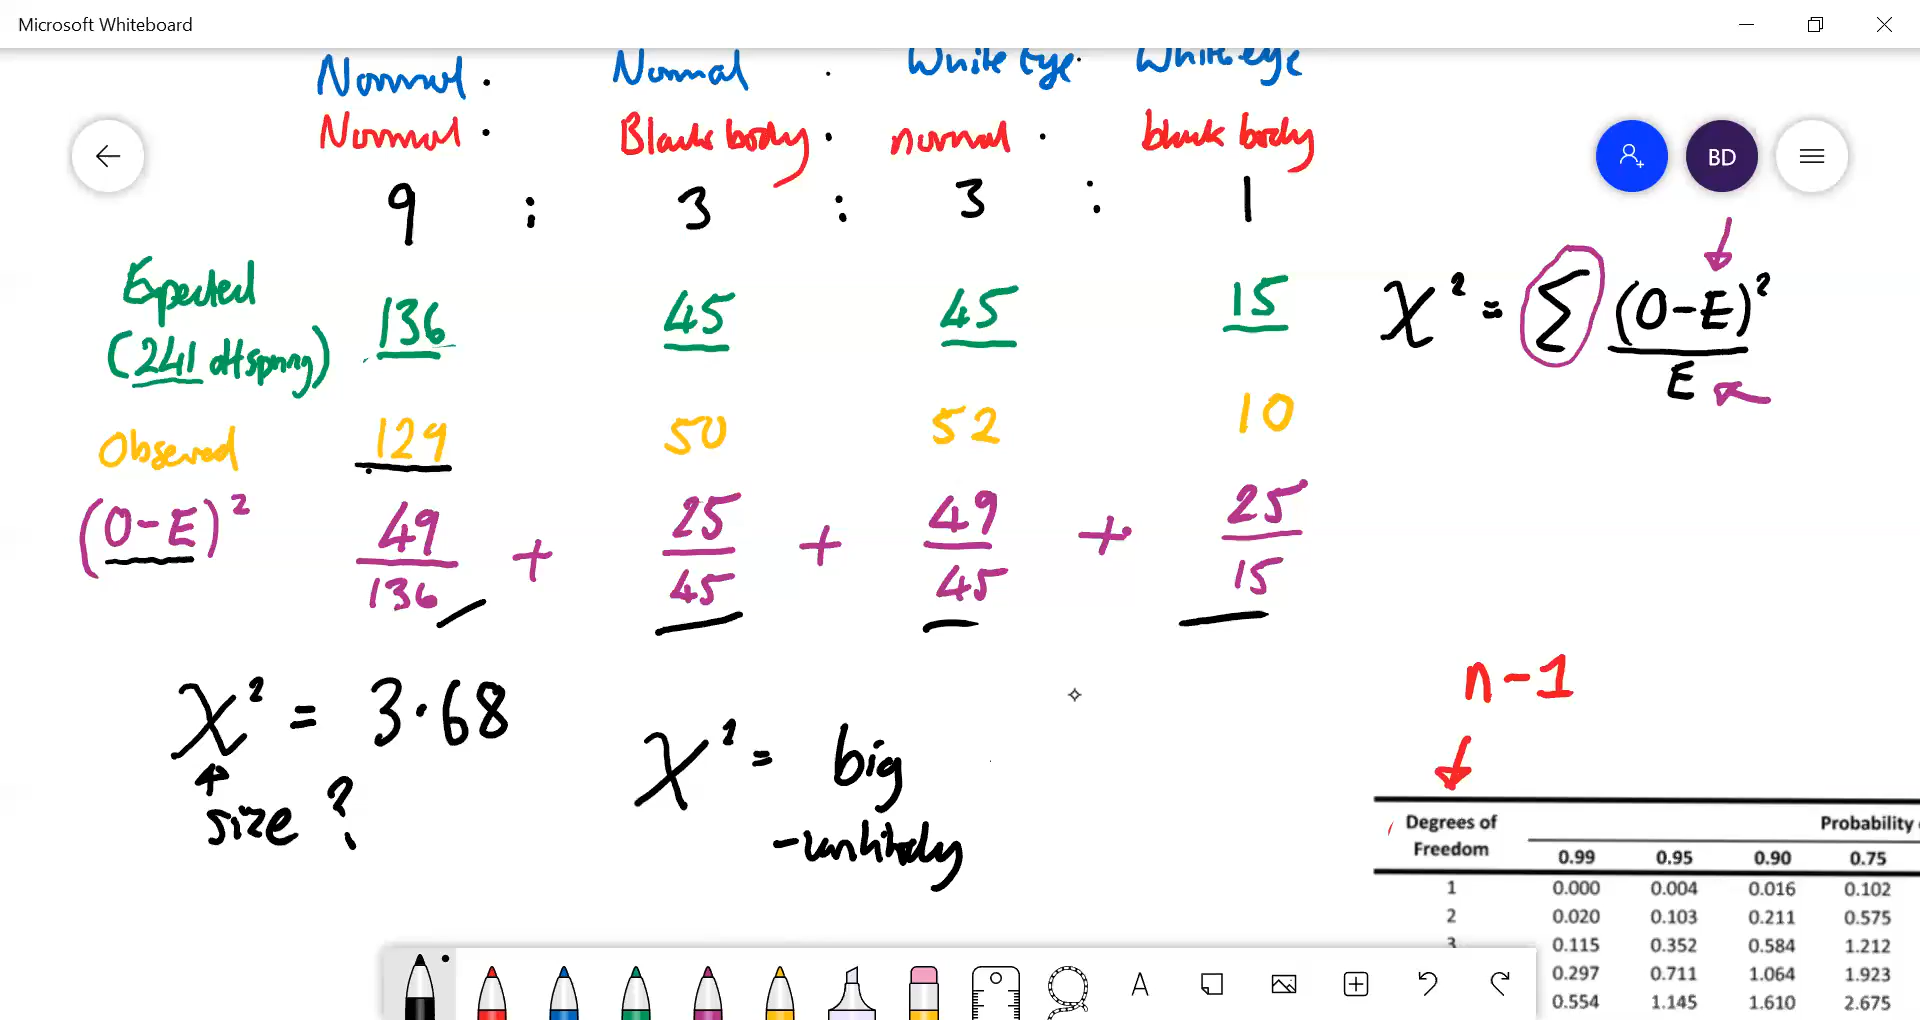 Microsoft Whiteboard
Normal · Normal · White Eye · White eye
Normal · Black body · normal · black body
9 : 3 : 3 : 1
BD
Expected
(241 offspring)
136 45 45 15
χ² = Σ (O-E)²
E
Observed 129 50 52 10
(O-E)² 49 + 25 + 49 + 25
136 45 45 15
χ² = 3.68
size ?
χ² = big
- unlikely
n-1
Degrees of Freedom
Probability
0.99 0.95 0.90 0.75
1 0.000 0.004 0.016 0.102
2 0.020 0.103 0.211 0.575
3 0.115 0.352 0.584 1.212
0.297 0.711 1.064 1.923
0.554 1.145 1.610 2.675